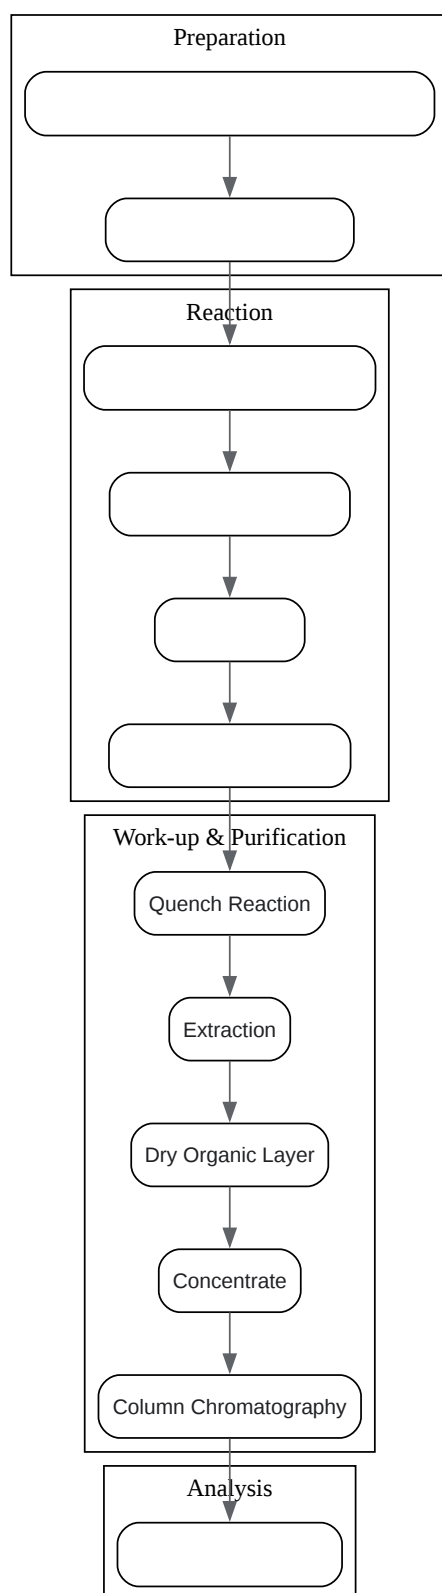 Preparation
Reaction
Work-up & Purification
Quench Reaction
Extraction
Dry Organic Layer
Concentrate
Column Chromatography
Analysis